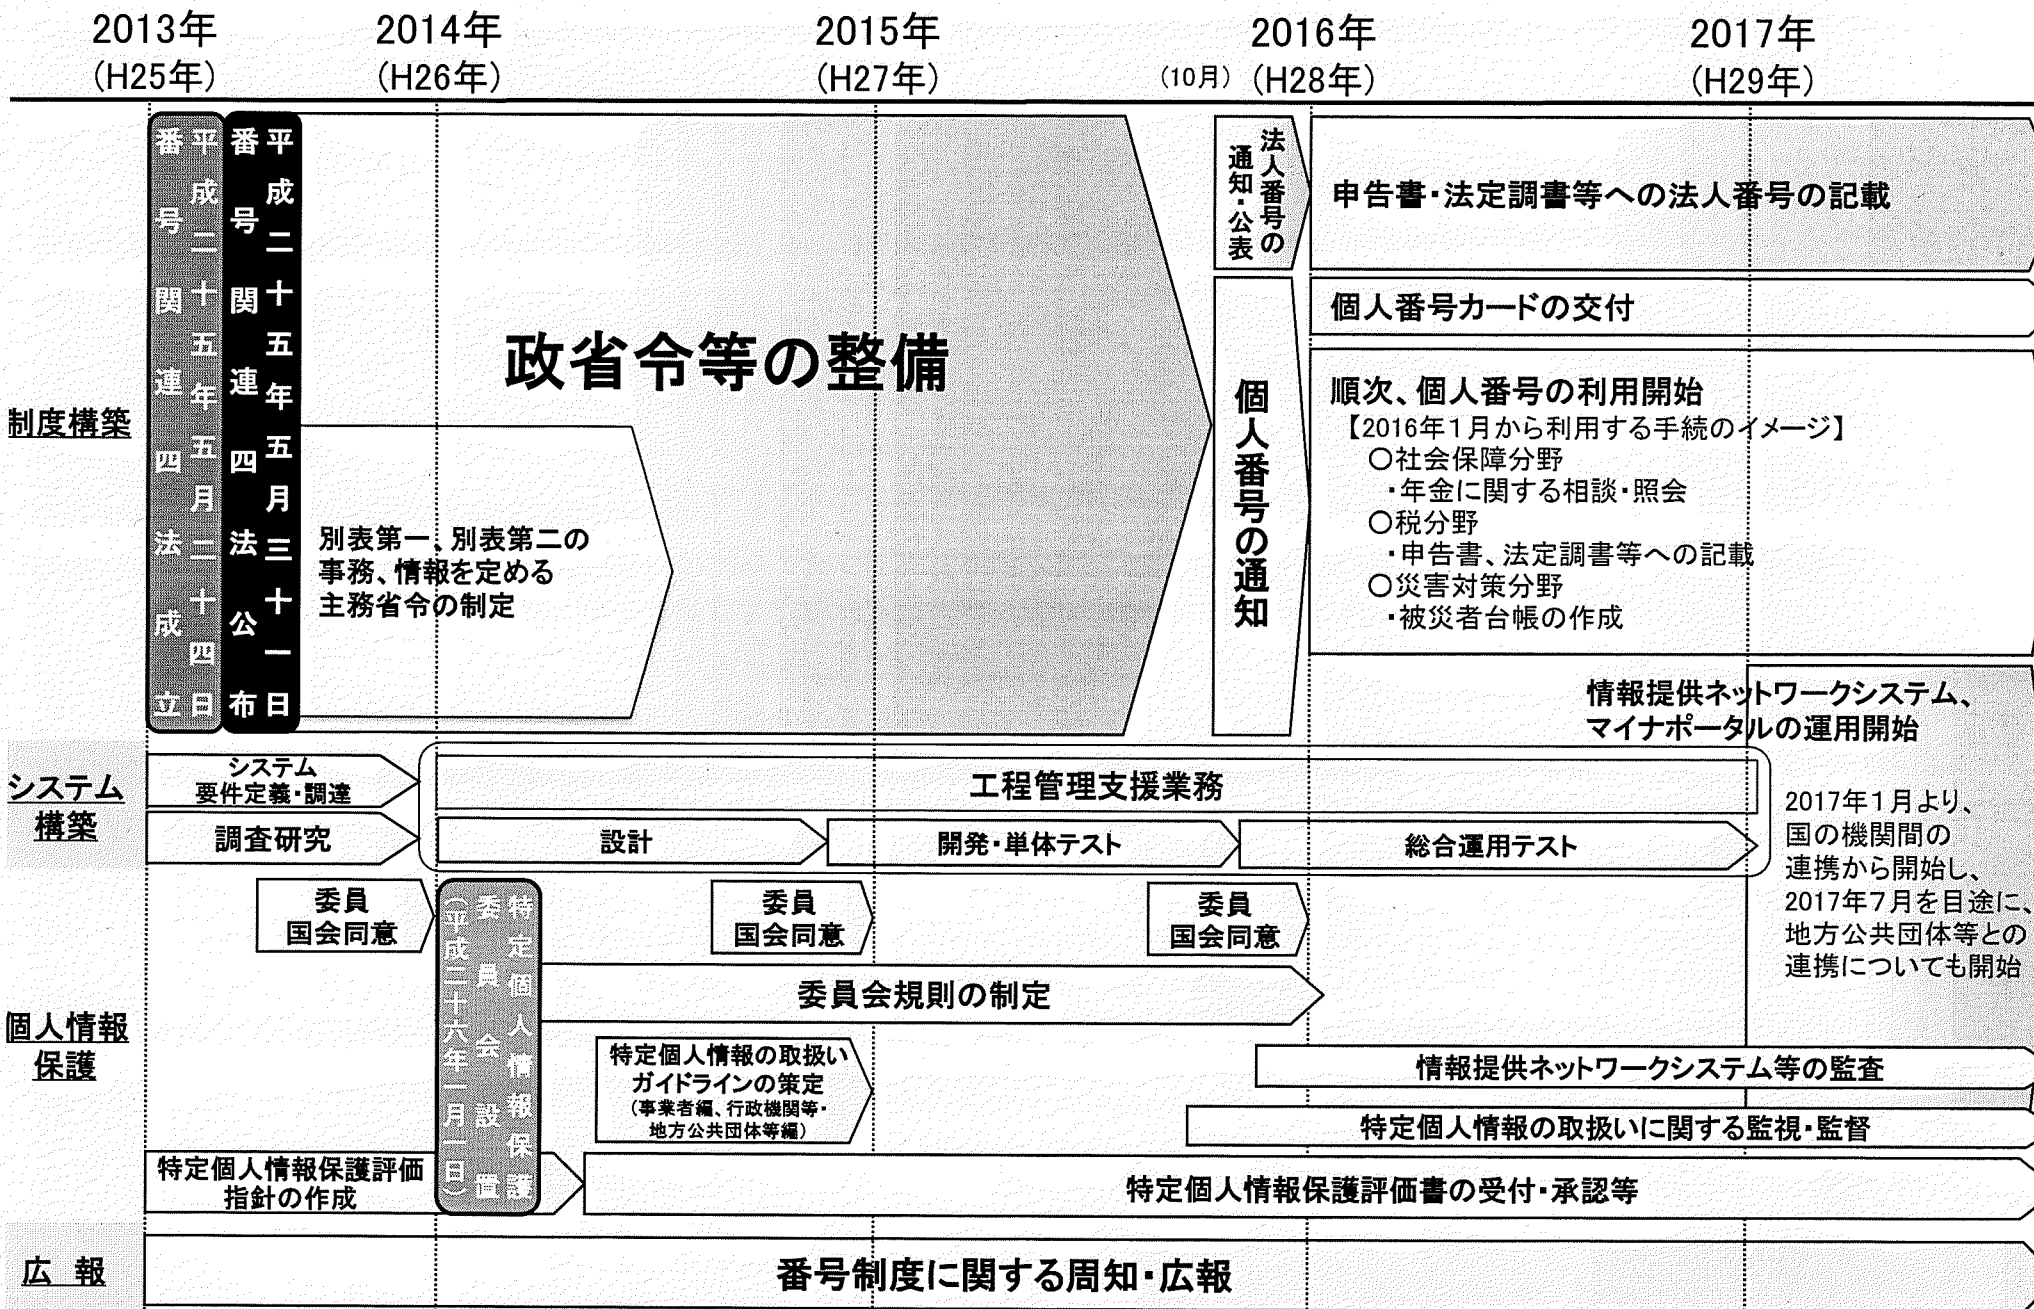 2013年
(H25年)
2014年
(H26年)
2015年
(H27年)
(10月)
2016年
(H28年)
2017年
(H29年)
制度構築
平成二十五年五月二十四日
番号関連四法成立
平成二十五年五月三十一日
番号関連四法公布
政省令等の整備
別表第一、別表第二の
事務、情報を定める
主務省令の制定
法人番号の
通知・公表
申告書・法定調書等への法人番号の記載
個人番号の通知
個人番号カードの交付
順次、個人番号の利用開始
【2016年1月から利用する手続のイメージ】
○社会保障分野
・年金に関する相談・照会
○税分野
・申告書、法定調書等への記載
○災害対策分野
・被災者台帳の作成
情報提供ネットワークシステム、
マイナポータルの運用開始
2017年1月より、
国の機関間の
連携から開始し、
2017年7月を目途に、
地方公共団体等との
連携についても開始
システム
構築
システム
要件定義・調達
工程管理支援業務
調査研究
設計
開発・単体テスト
総合運用テスト
個人情報
保護
委員
国会同意
特定個人情報保護
委員会設置
(平成二十六年一月一日)
委員
国会同意
委員
国会同意
委員会規則の制定
特定個人情報の取扱い
ガイドラインの策定
(事業者編、行政機関等・
地方公共団体等編)
情報提供ネットワークシステム等の監査
特定個人情報の取扱いに関する監視・監督
特定個人情報保護評価
指針の作成
特定個人情報保護評価書の受付・承認等
広 報
番号制度に関する周知・広報